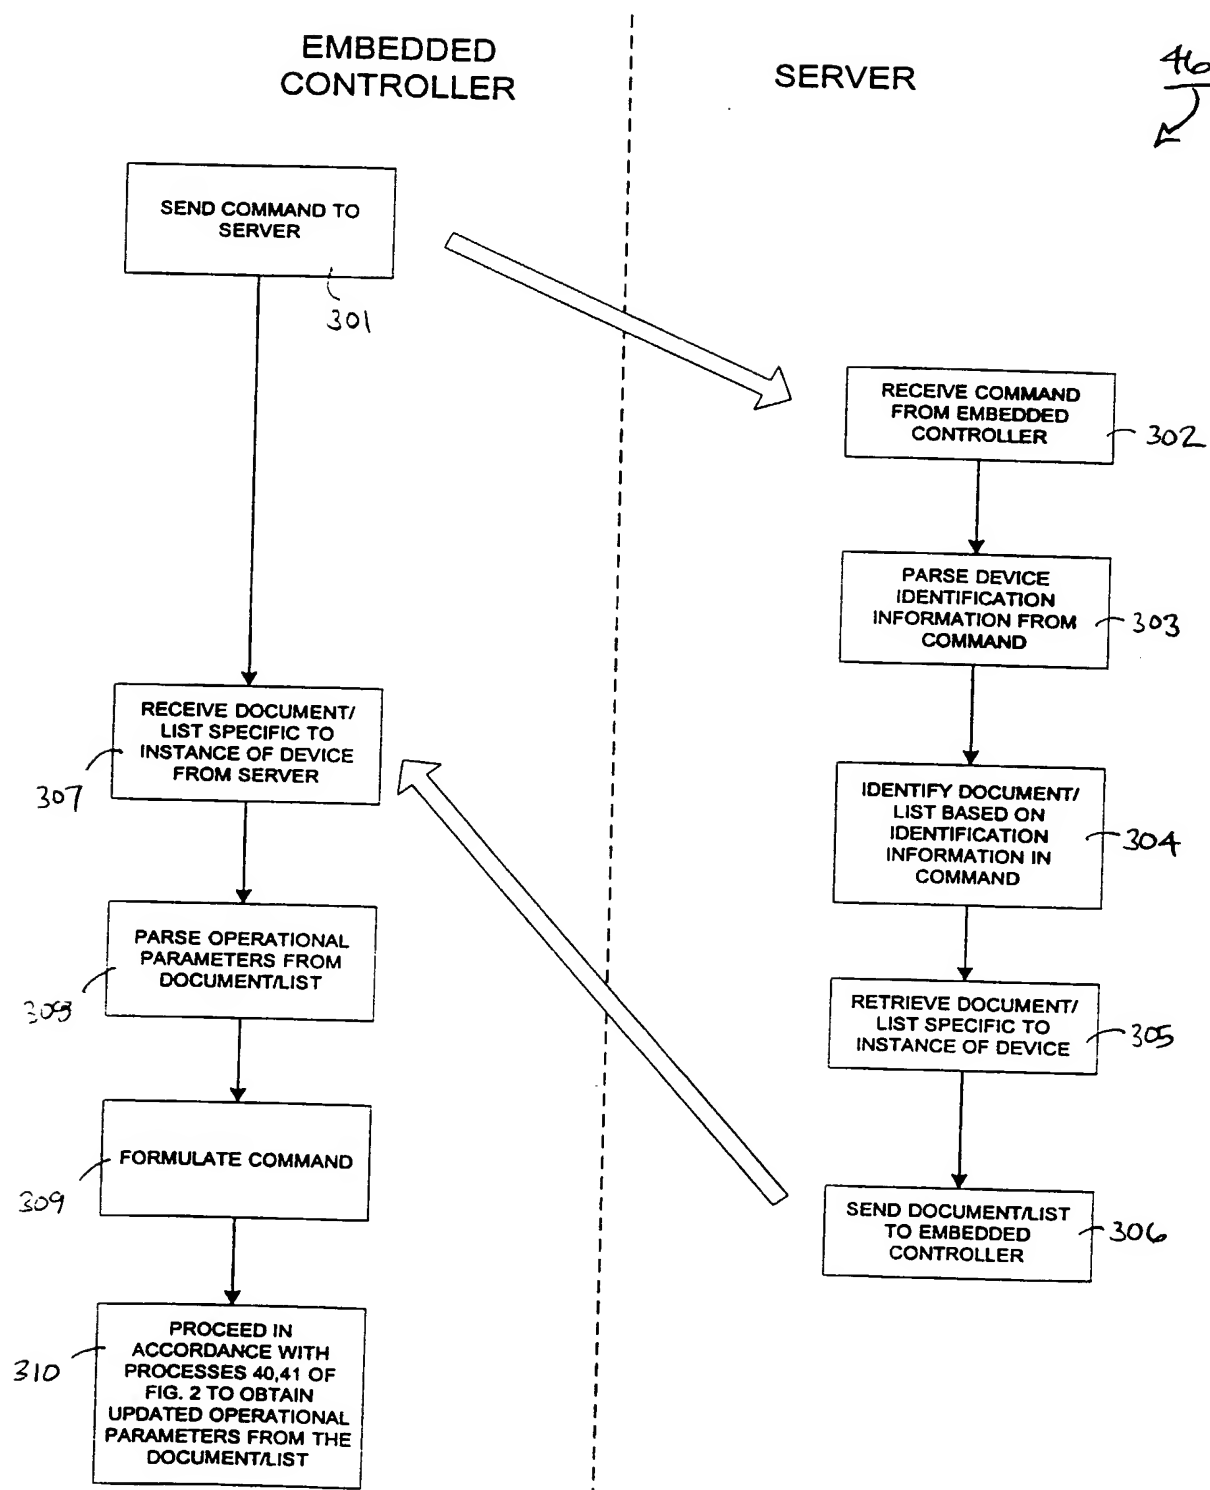 EMBEDDED
CONTROLLER
SERVER
46
SEND COMMAND TO
SERVER
301
RECEIVE COMMAND
FROM EMBEDDED
CONTROLLER
302
PARSE DEVICE
IDENTIFICATION
INFORMATION FROM
COMMAND
303
RECEIVE DOCUMENT/
LIST SPECIFIC TO
INSTANCE OF DEVICE
FROM SERVER
307
IDENTIFY DOCUMENT/
LIST BASED ON
IDENTIFICATION
INFORMATION IN
COMMAND
304
PARSE OPERATIONAL
PARAMETERS FROM
DOCUMENT/LIST
308
RETRIEVE DOCUMENT/
LIST SPECIFIC TO
INSTANCE OF DEVICE
305
FORMULATE COMMAND
309
SEND DOCUMENT/LIST
TO EMBEDDED
CONTROLLER
306
PROCEED IN
ACCORDANCE WITH
PROCESSES 40,41 OF
FIG. 2 TO OBTAIN
UPDATED OPERATIONAL
PARAMETERS FROM THE
DOCUMENT/LIST
310